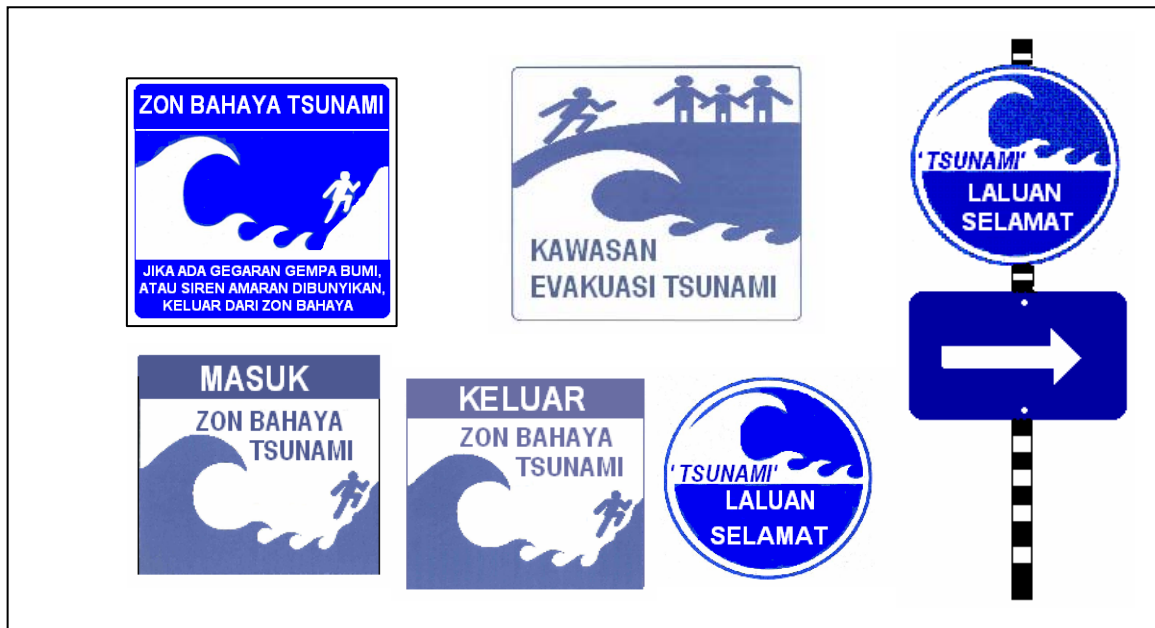 ZON BAHAYA TSUNAMI
JIKA ADA GEGARAN GEMPA BUMI,
ATAU SIREN AMARAN DIBUNYIKAN,
KELUAR DARI ZON BAHAYA
KAWASAN
EVAKUASI TSUNAMI
'TSUNAMI'
LALUAN
SELAMAT
MASUK
ZON BAHAYA
TSUNAMI
KELUAR
ZON BAHAYA
TSUNAMI
'TSUNAMI'
LALUAN
SELAMAT